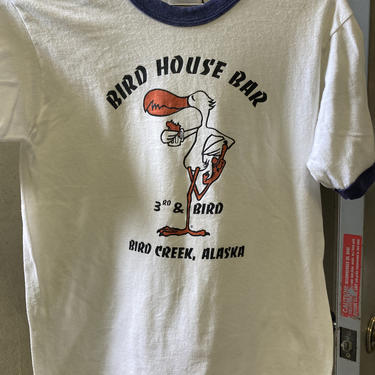 BIRD HOUSE BAR
3RD & BIRD
BIRD CREEK, ALASKA